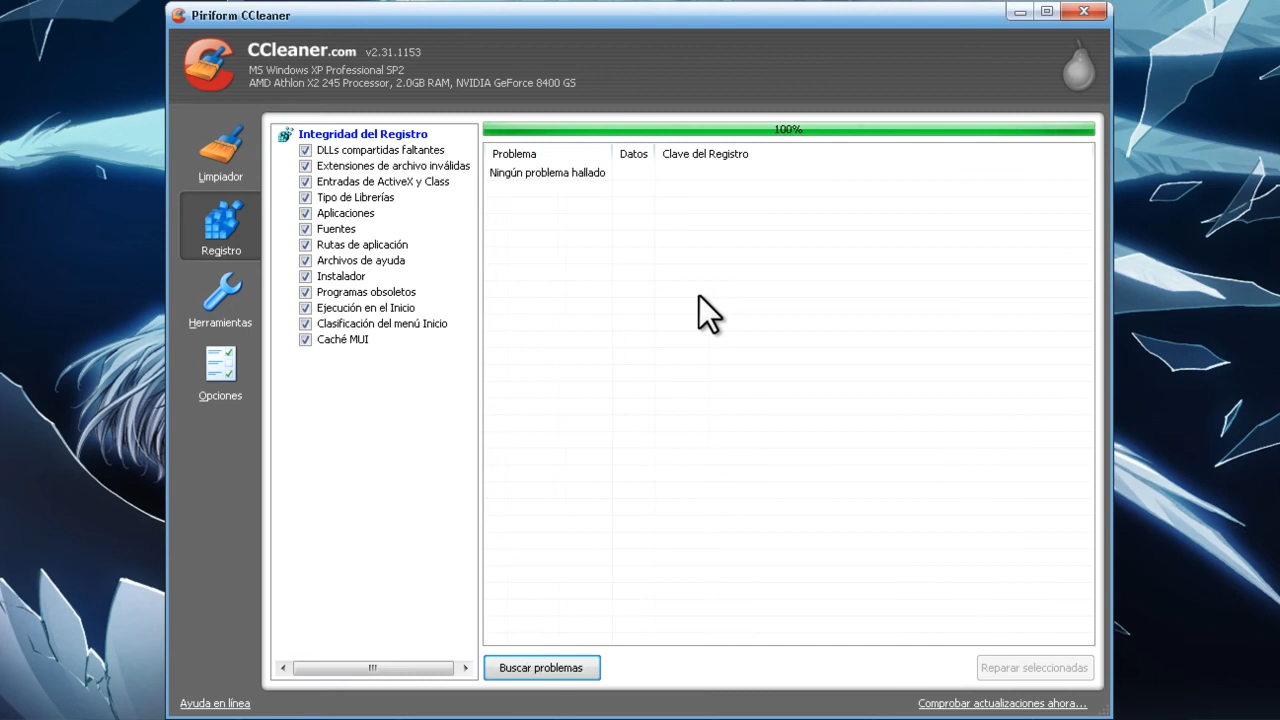 Piriform CCleaner
CCleaner.com v2.31.1153
MS Windows XP Professional SP2
AMD Athlon X2 245 Processor, 2.0GB RAM, NVIDIA GeForce 8400 GS
Limpiador
Registro
Herramientas
Opciones
Integridad del Registro
DLLs compartidas faltantes
Extensiones de archivo inválidas
Entradas de ActiveX y Class
Tipo de Librerías
Aplicaciones
Fuentes
Rutas de aplicación
Archivos de ayuda
Instalador
Programas obsoletos
Ejecución en el Inicio
Clasificación del menú Inicio
Caché MUI
100%
Problema Datos Clave del Registro
Ningún problema hallado
Buscar problemas
Reparar seleccionadas
Ayuda en línea
Comprobar actualizaciones ahora...